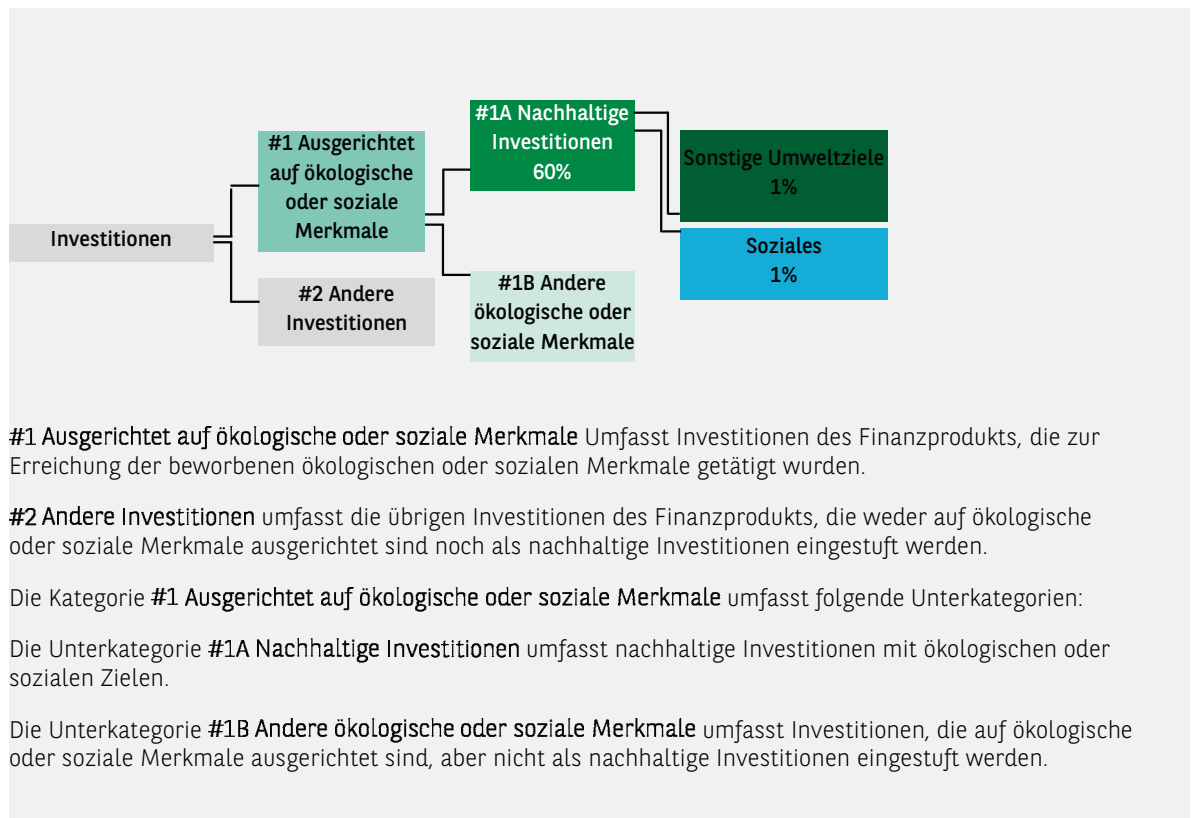 #1A Nachhaltige
Investitionen
60%
#1 Ausgerichtet
auf ökologische
oder soziale
Merkmale
Sonstige Umweltziele
1%
Investitionen
Soziales
1%
#2 Andere
Investitionen
#1B Andere
ökologische oder
soziale Merkmale
#1 Ausgerichtet auf ökologische oder soziale Merkmale Umfasst Investitionen des Finanzprodukts, die zur
Erreichung der beworbenen ökologischen oder sozialen Merkmale getätigt wurden.
#2 Andere Investitionen umfasst die übrigen Investitionen des Finanzprodukts, die weder auf ökologische
oder soziale Merkmale ausgerichtet sind noch als nachhaltige Investitionen eingestuft werden.
Die Kategorie #1 Ausgerichtet auf ökologische oder soziale Merkmale umfasst folgende Unterkategorien:
Die Unterkategorie #1A Nachhaltige Investitionen umfasst nachhaltige Investitionen mit ökologischen oder
sozialen Zielen.
Die Unterkategorie #1B Andere ökologische oder soziale Merkmale umfasst Investitionen, die auf ökologische
oder soziale Merkmale ausgerichtet sind, aber nicht als nachhaltige Investitionen eingestuft werden.